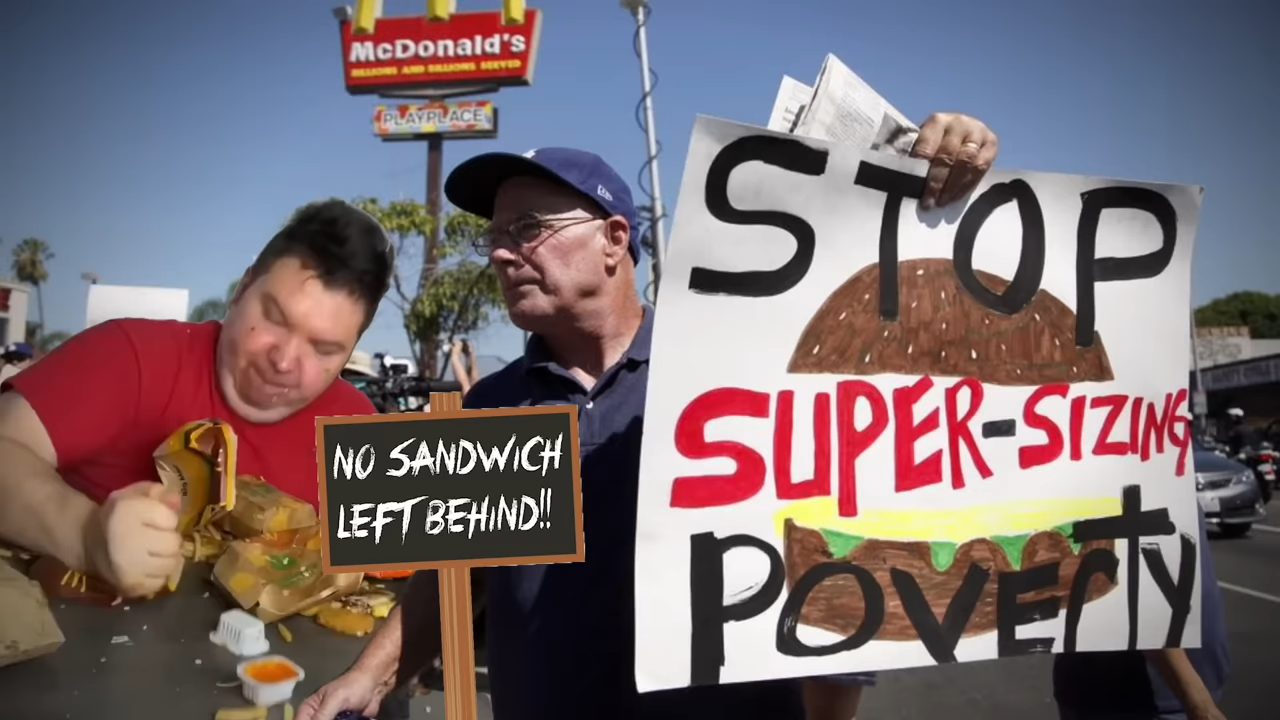 McDonald's
BILLIONS AND BILLIONS SERVED
PLAYPLACE
STOP
SUPER-SIZING
POVERTY
NO SANDWICH
LEFT BEHIND!!